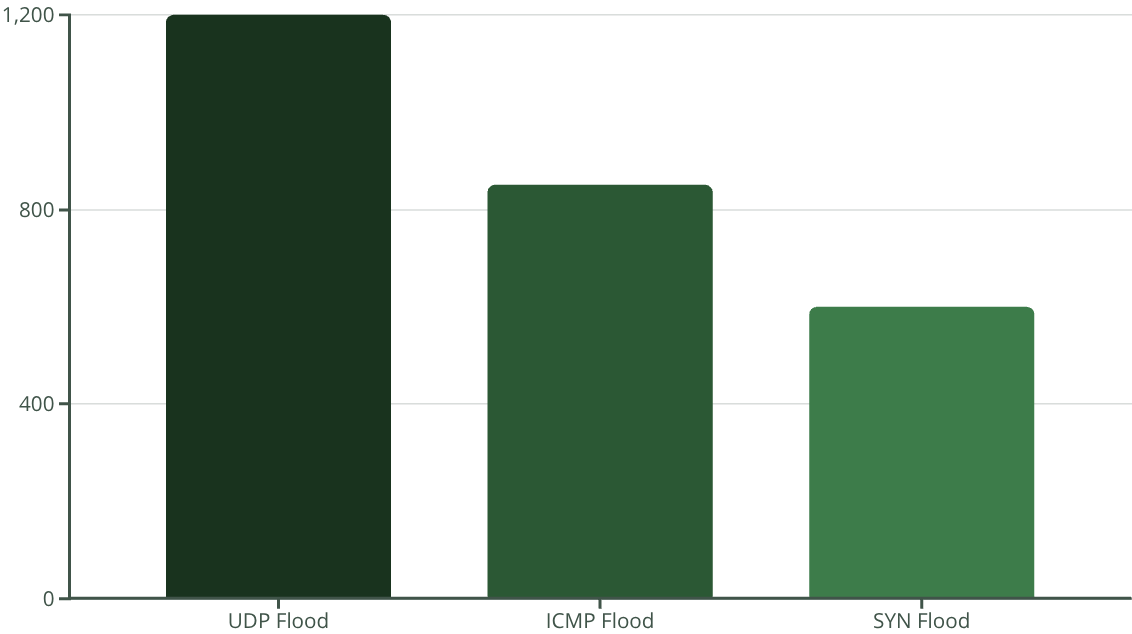 1,200
800
400
0
UDP Flood
ICMP Flood
SYN Flood